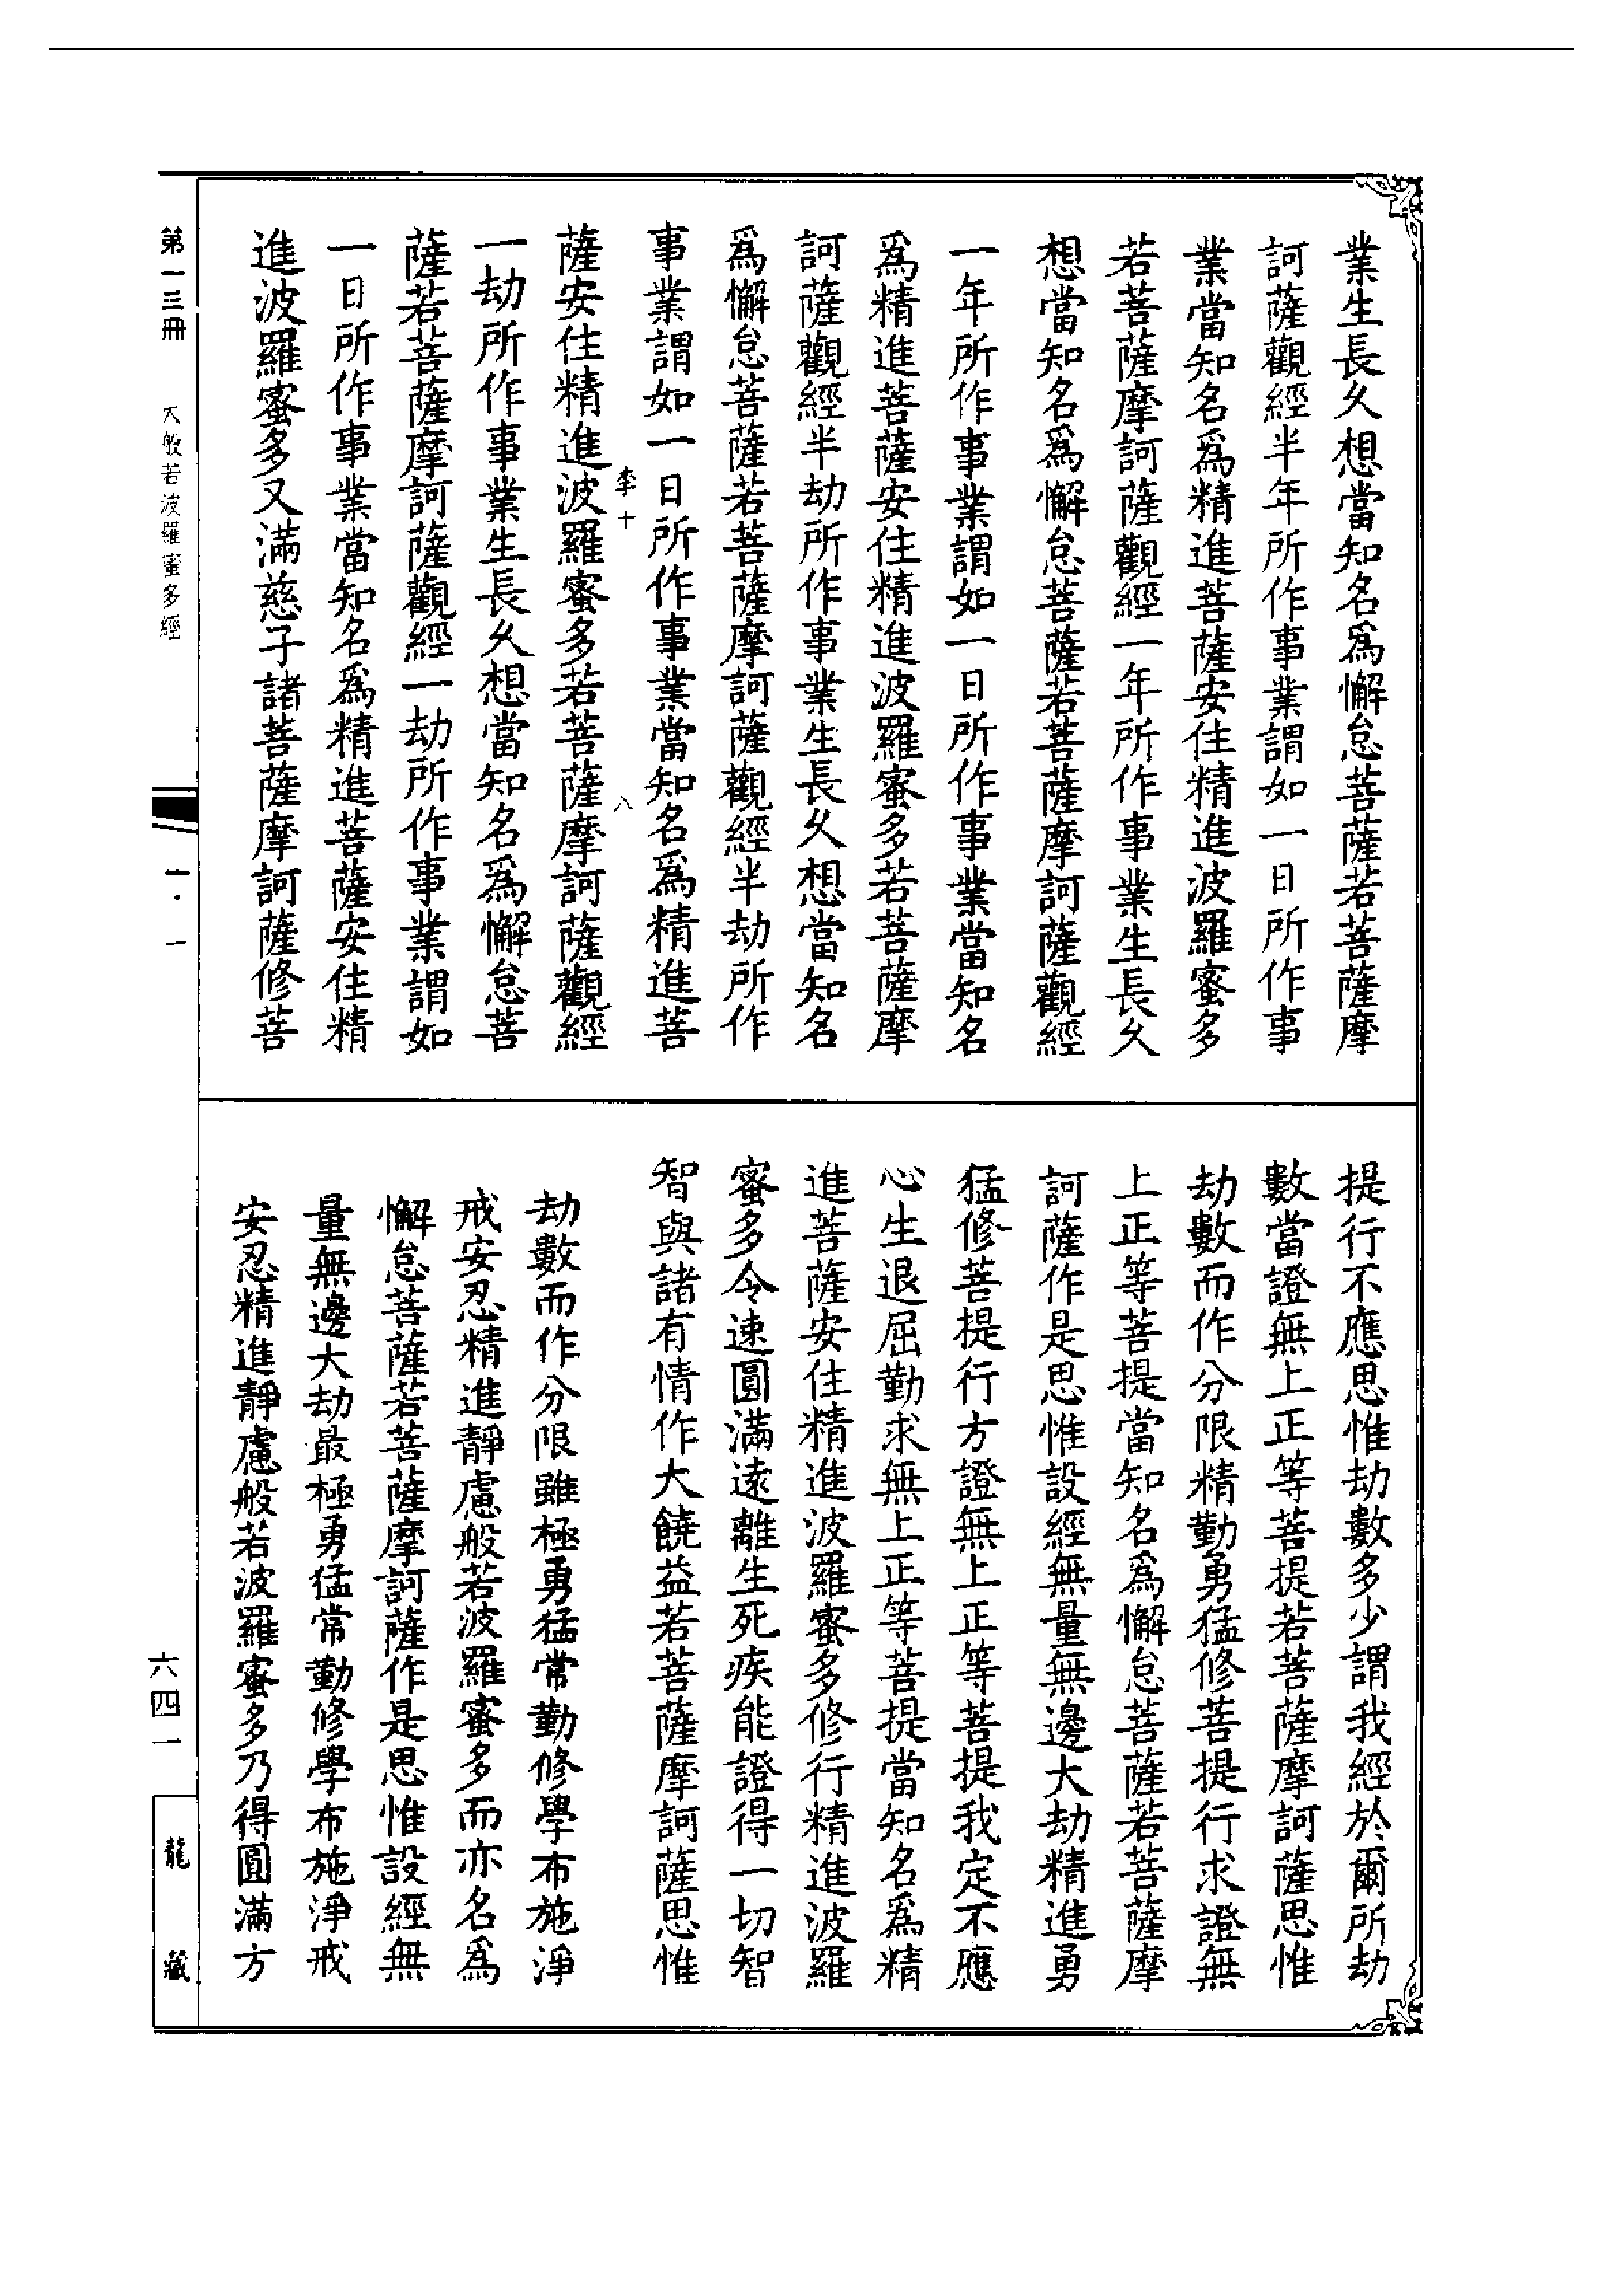 業生長久想當知名爲懈怠菩薩若菩薩摩
訶薩觀經半年所作事業謂如一日所作事
業當知名爲精進菩薩安住精進波羅蜜多
若菩薩摩訶薩觀經一年所作事業生長久
想當知名爲懈怠菩薩若菩薩摩訶薩觀經
一年所作事業謂如一日所作事業當知名
爲精進菩薩安住精進波羅蜜多若菩薩摩
訶薩觀經半劫所作事業生長久想當知名
爲懈怠菩薩若菩薩摩訶薩觀經半劫所作
事業謂如一日所作事業當知名爲精進菩
李十 八
薩安住精進波羅蜜多若菩薩摩訶薩觀經
一劫所作事業生長久想當知名爲懈怠菩
薩若菩薩摩訶薩觀經一劫所作事業謂如
一日所作事業當知名爲精進菩薩安住精
進波羅蜜多又滿慈子諸菩薩摩訶薩修菩
提行不應思惟劫數多少謂我經於爾所劫
數當證無上正等菩提若菩薩摩訶薩思惟
劫數而作分限精勤勇猛修菩提行求證無
上正等菩提當知名爲懈怠菩薩若菩薩摩
訶薩作是思惟設經無量無邊大劫精進勇
猛修菩提行方證無上正等菩提我定不應
心生退屈勤求無上正等菩提當知名爲精
進菩薩安住精進波羅蜜多修行精進波羅
蜜多令速圓滿遠離生死疾能證得一切智
智與諸有情作大饒益若菩薩摩訶薩思惟
劫數而作分限雖極勇猛常勤修學布施淨
戒安忍精進靜慮般若波羅蜜多而亦名爲
懈怠菩薩若菩薩摩訶薩作是思惟設經無
量無邊大劫最極勇猛常勤修學布施淨戒
安忍精進靜慮般若波羅蜜多乃得圓滿方
第一三冊 大般若波羅蜜多經 一·一
六四一
龍藏